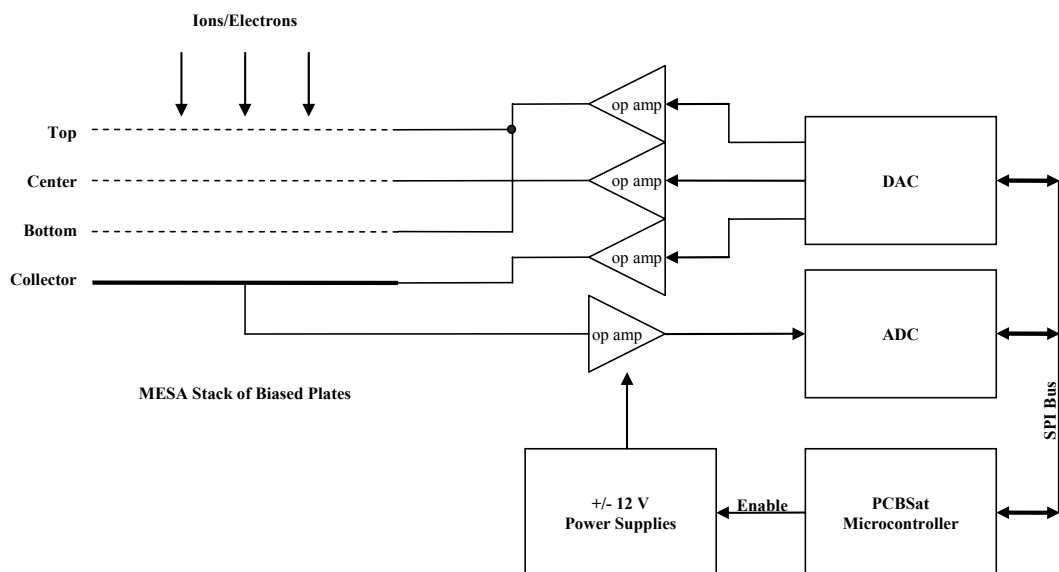 Ions/Electrons
Top
Center
Bottom
Collector
op amp
op amp
op amp
op amp
DAC
ADC
SPI Bus
MESA Stack of Biased Plates
+/- 12 V
Power Supplies
Enable
PCBSat
Microcontroller